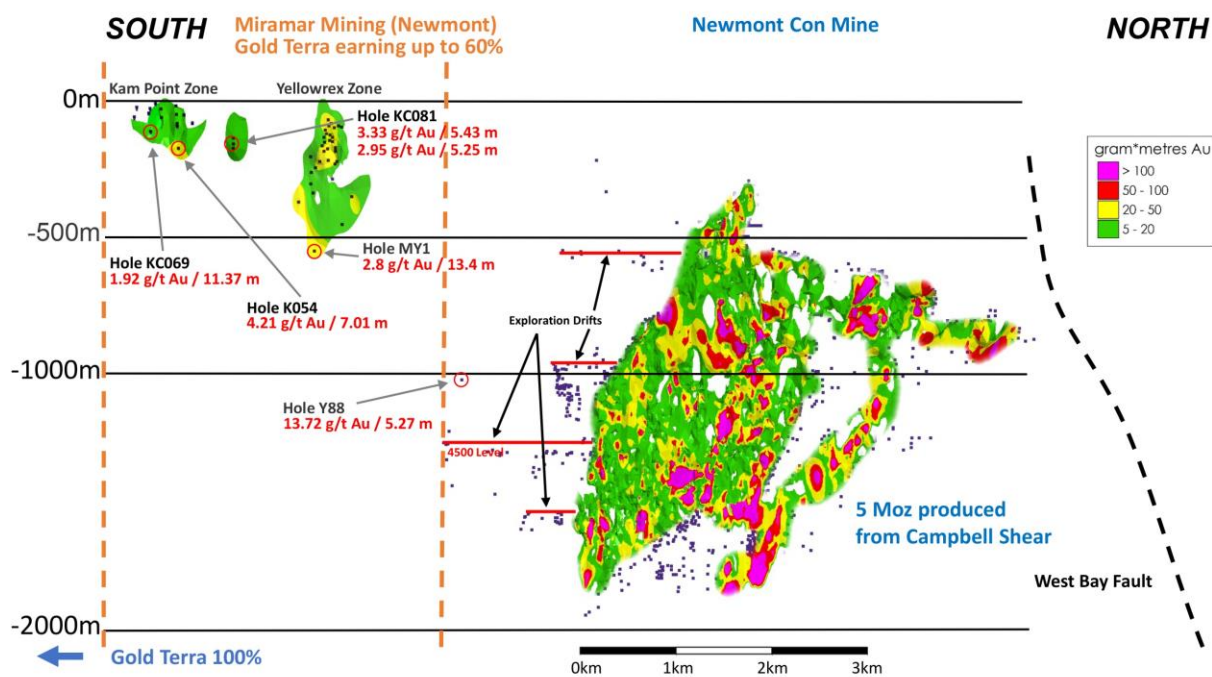 SOUTH
Miramar Mining (Newmont)
Gold Terra earning up to 60%
Newmont Con Mine
NORTH
Kam Point Zone
Yellowrex Zone
0m
Hole KC081
3.33 g/t Au / 5.43 m
2.95 g/t Au / 5.25 m
gram*metres Au
> 100
50 - 100
20 - 50
5 - 20
-500m
Hole MY1
2.8 g/t Au / 13.4 m
Hole KC069
1.92 g/t Au / 11.37 m
Hole K054
4.21 g/t Au / 7.01 m
Exploration Drifts
-1000m
Hole Y88
13.72 g/t Au / 5.27 m
4500 Level
5 Moz produced
from Campbell Shear
West Bay Fault
-2000m
Gold Terra 100%
0km
1km
2km
3km